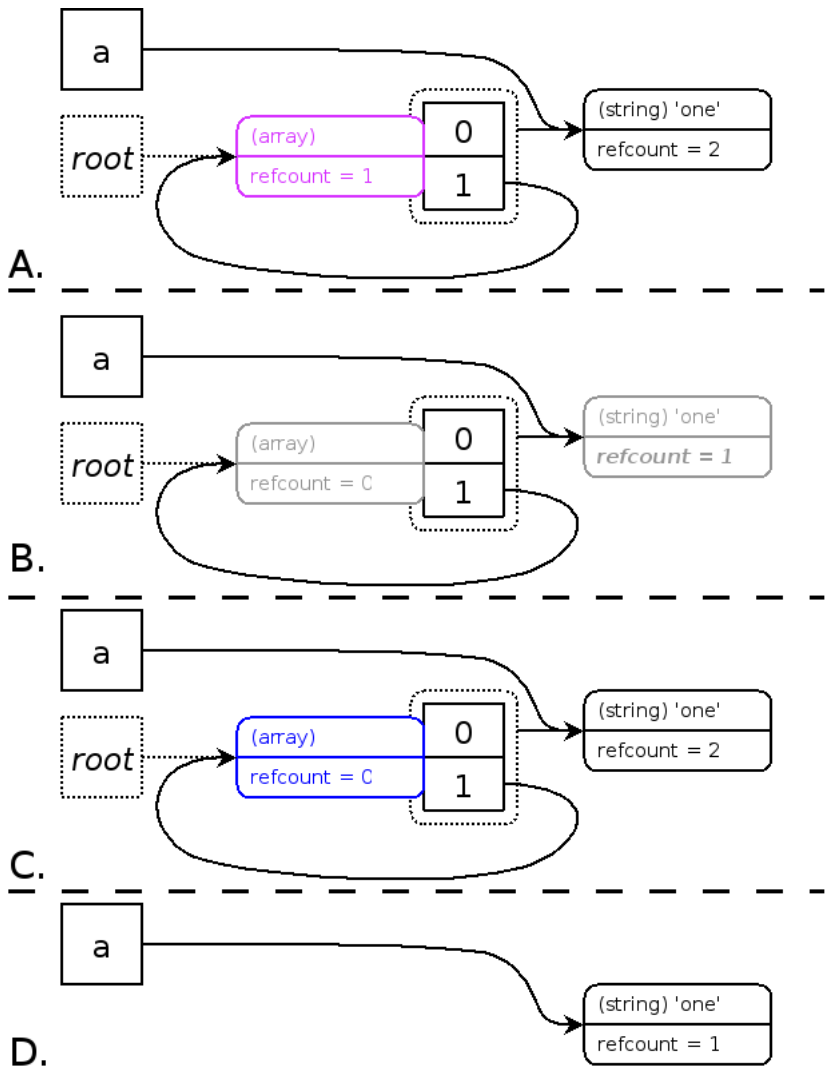 a
(string) 'one'
root
(array)
0
refcount = 2
refcount = 1
1
A.
a
(string) 'one'
root
(array)
0
refcount = 1
refcount = 0
1
B.
a
(string) 'one'
root
(array)
0
refcount = 2
refcount = 0
1
C.
a
(string) 'one'
refcount = 1
D.